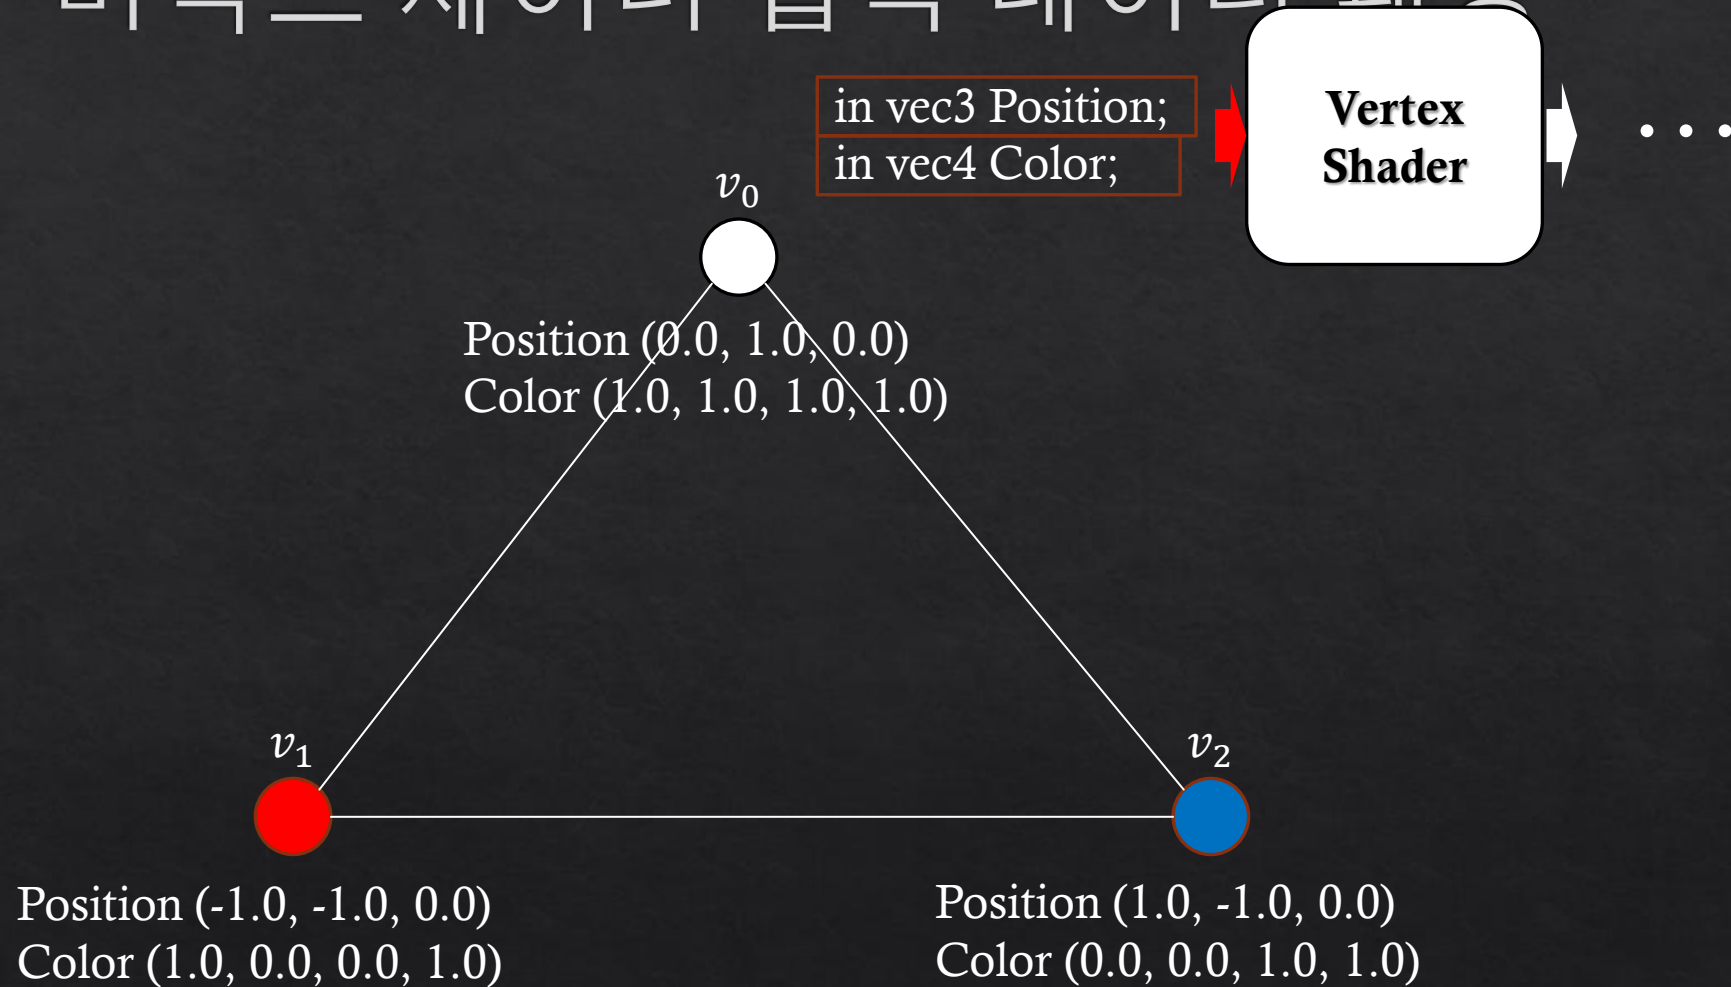 in vec3 Position;
in vec4 Color;
Vertex
Shader
...
v0
Position (0.0, 1.0, 0.0)
Color (1.0, 1.0, 1.0, 1.0)
v1
v2
Position (-1.0, -1.0, 0.0)
Color (1.0, 0.0, 0.0, 1.0)
Position (1.0, -1.0, 0.0)
Color (0.0, 0.0, 1.0, 1.0)